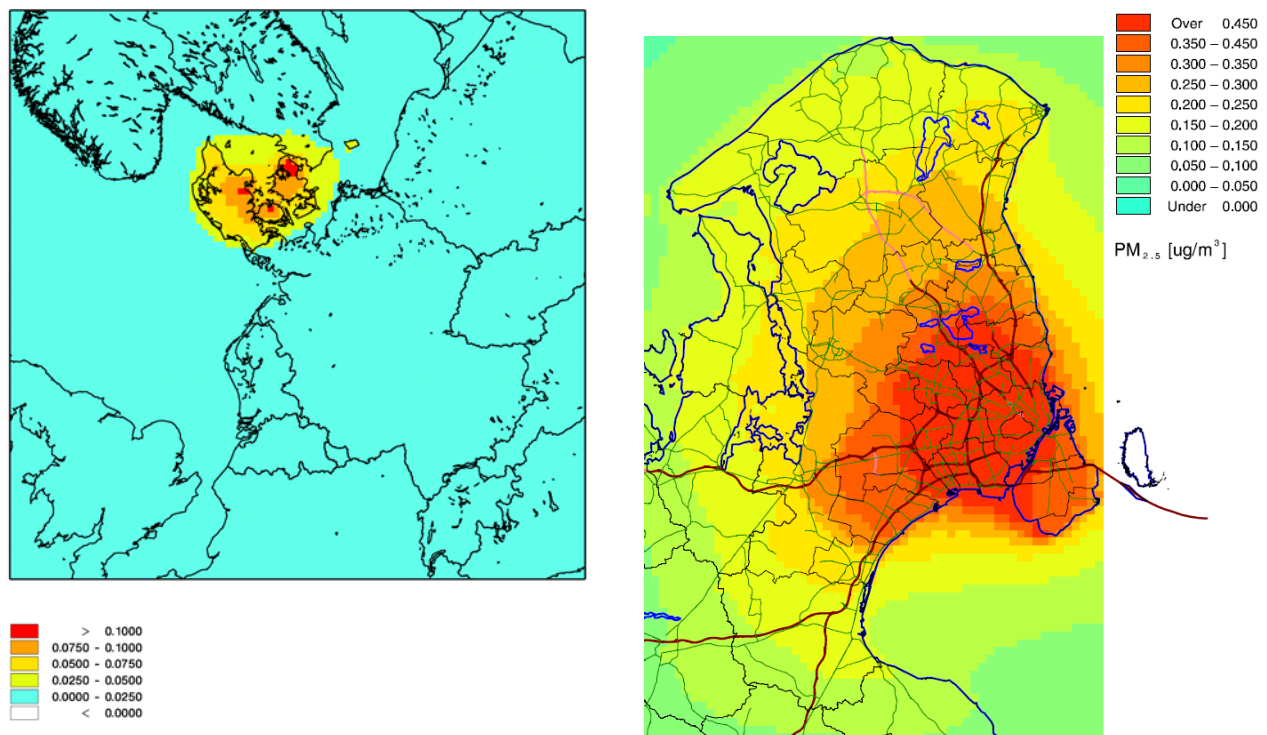 > 0.1000
0.0750 - 0.1000
0.0500 - 0.0750
0.0250 - 0.0500
0.0000 - 0.0250
< 0.0000
Over 0.450
0.350 – 0.450
0.300 – 0.350
0.250 – 0.300
0.200 – 0.250
0.150 – 0.200
0.100 – 0.150
0.050 – 0.100
0.000 – 0.050
Under 0.000
PM2.5 [ug/m³]